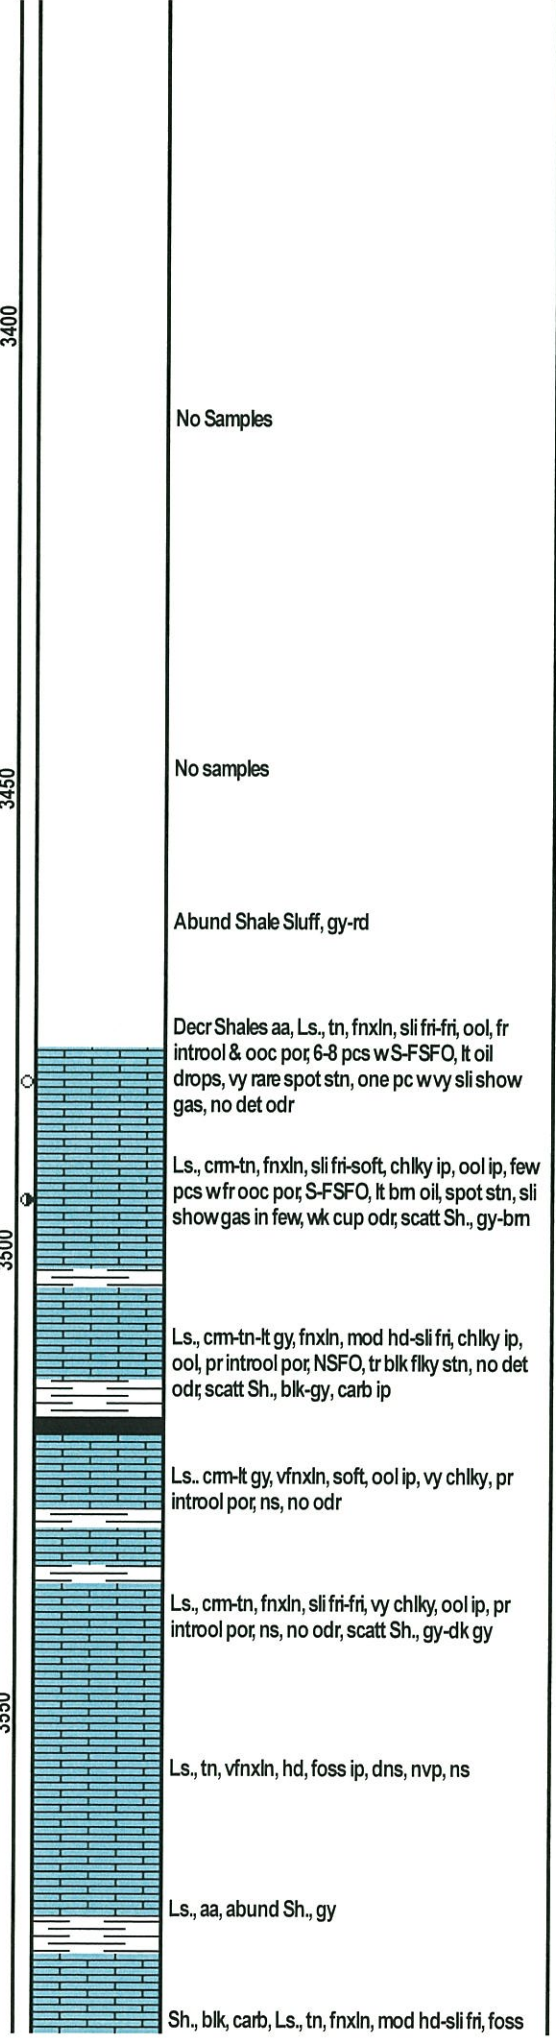 3400
No Samples
3450
No samples
Abund Shale Sluff, gy-rd
Decr Shales aa, Ls., tn, fnxln, sli fri-fri, ool, fr
introol & ooc por, 6-8 pcs w S-FSFO, lt oil
drops, vy rare spot stn, one pc w vy sli show
gas, no det odr
Ls., crm-tn, fnxln, sli fri-soft, chlky ip, ool ip, few
pcs w fr ooc por, S-FSFO, lt brn oil, spot stn, sli
show gas in few, wk cup odr, scatt Sh., gy-brn
3500
Ls., crm-tn-lt gy, fnxln, mod hd-sli fri, chlky ip,
ool, pr introol por, NSFO, tr blk flky stn, no det
odr, scatt Sh., blk-gy, carb ip
Ls.. crm-lt gy, vfnxln, soft, ool ip, vy chlky, pr
introol por, ns, no odr
Ls., crm-tn, fnxln, sli fri-fri, vy chlky, ool ip, pr
introol por, ns, no odr, scatt Sh., gy-dk gy
3550
Ls., tn, vfnxln, hd, foss ip, dns, nvp, ns
Ls., aa, abund Sh., gy
Sh., blk, carb, Ls., tn, fnxln, mod hd-sli fri, foss